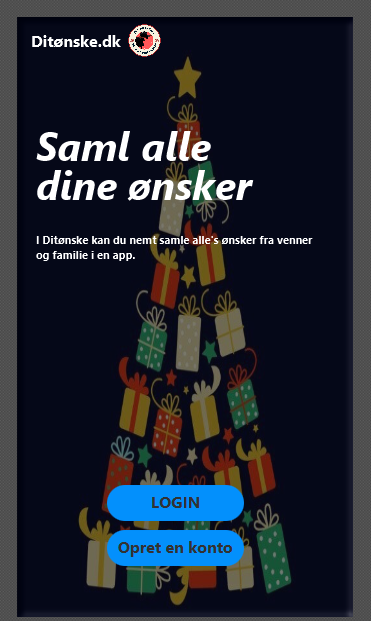 Ditønske.dk
Saml alle
dine ønsker
I Ditønske kan du nemt samle alle's ønsker fra venner
og familie i en app.
LOGIN
Opret en konto